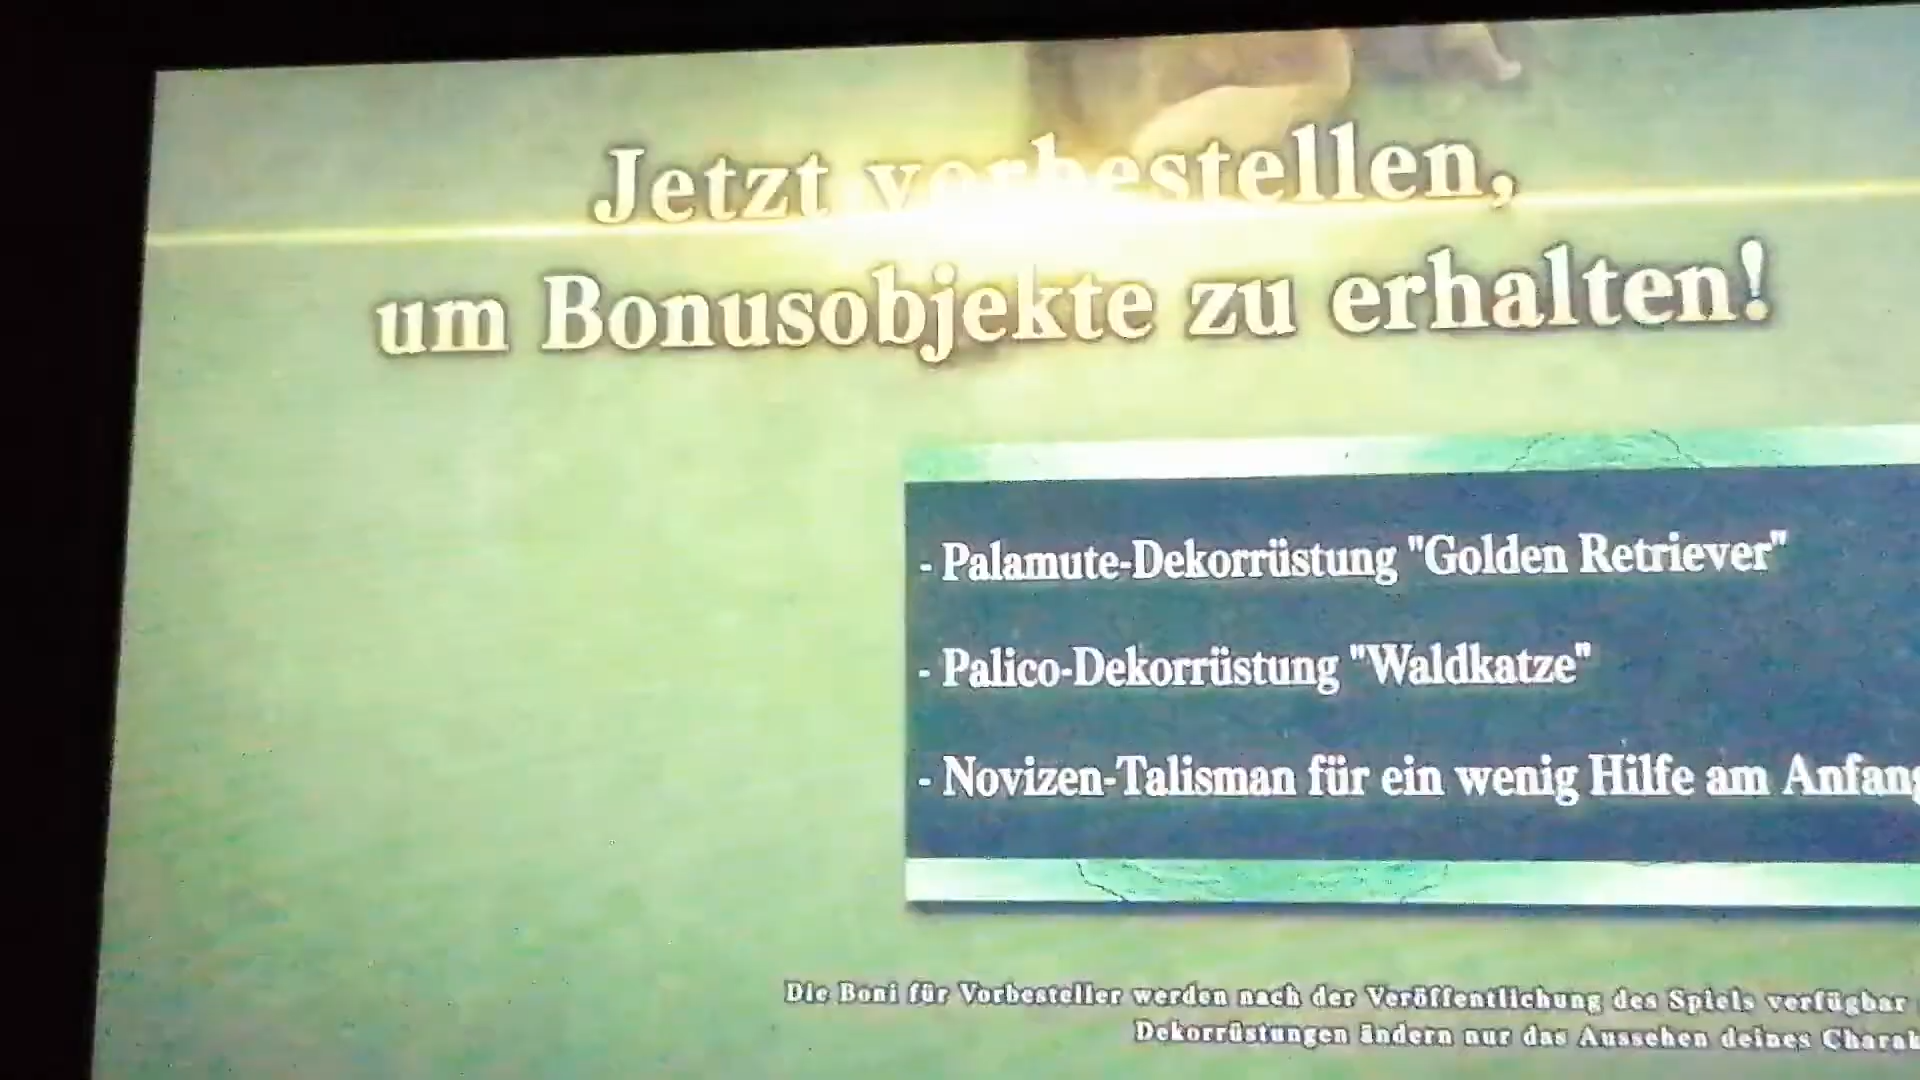 Jetzt vorbestellen,
um Bonusobjekte zu erhalten!
- Palamute-Dekorrüstung "Golden Retriever"
- Palico-Dekorrüstung "Waldkatze"
- Novizen-Talisman für ein wenig Hilfe am Anfang
Die Boni für Vorbesteller werden nach der Veröffentlichung des Spiels verfügbar
Dekorrüstungen ändern nur das Aussehen deines